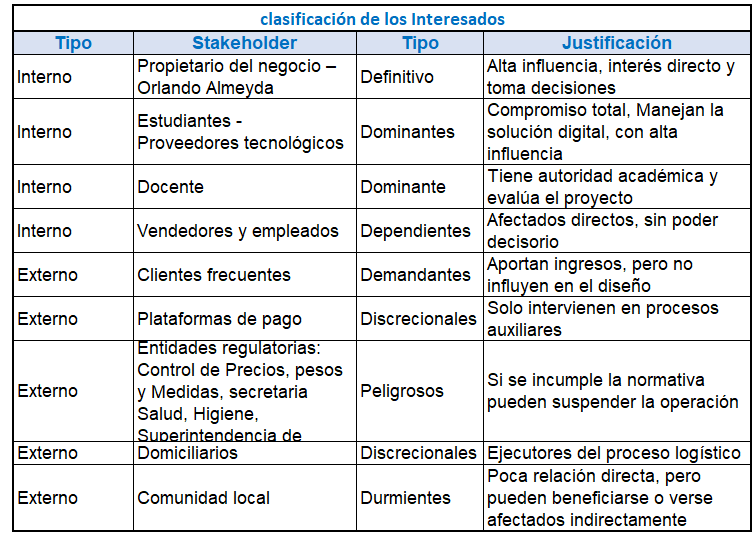 clasificación de los Interesados
Tipo Stakeholder Tipo Justificación
Interno
Propietario del negocio –
Orlando Almeyda
Definitivo
Alta influencia, interés directo y
toma decisiones
Interno
Estudiantes -
Proveedores tecnológicos
Dominantes
Compromiso total, Manejan la
solución digital, con alta
influencia
Interno
Docente
Dominante
Tiene autoridad académica y
evalúa el proyecto
Interno
Vendedores y empleados
Dependientes
Afectados directos, sin poder
decisorio
Externo
Clientes frecuentes
Demandantes
Aportan ingresos, pero no
influyen en el diseño
Externo
Plataformas de pago
Discrecionales
Solo intervienen en procesos
auxiliares
Externo
Entidades regulatorias:
Control de Precios, pesos
y Medidas, secretaria
Salud, Higiene,
Superintendencia de
Peligrosos
Si se incumple la normativa
pueden suspender la operación
Externo
Domiciliarios
Discrecionales
Ejecutores del proceso logístico
Externo
Comunidad local
Durmientes
Poca relación directa, pero
pueden beneficiarse o verse
afectados indirectamente